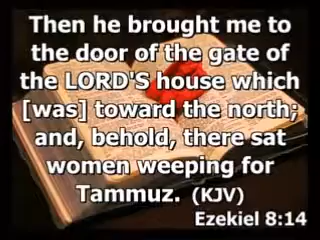 Then he brought me to
the door of the gate of
the LORD'S house which
[was] toward the north;
and, behold, there sat
women weeping for
Tammuz. (KJV)
Ezekiel 8:14